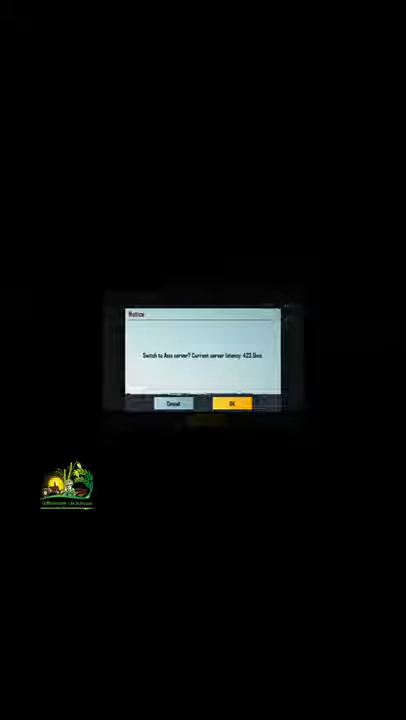 Notice
Switch to Asia server? Current server latency: 423.0ms
Cancel
OK